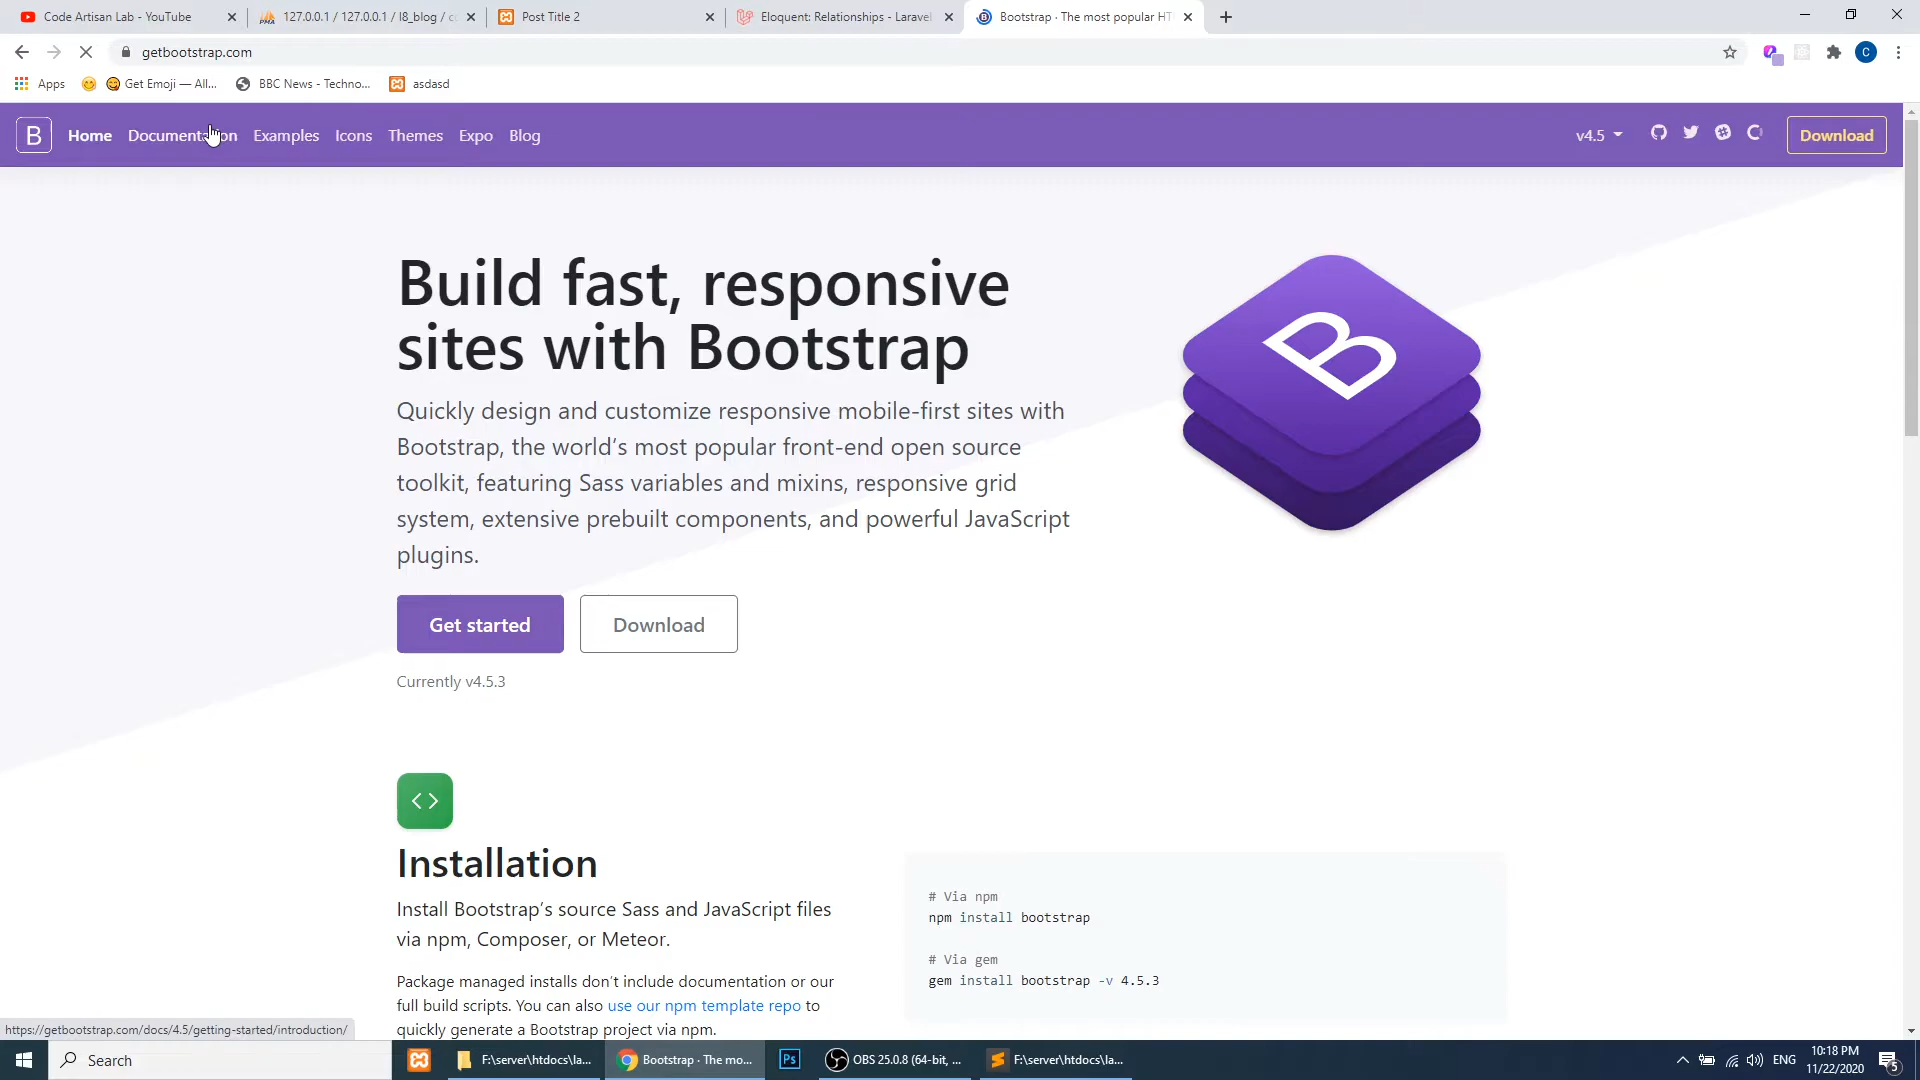 Code Artisan Lab - YouTube
127.0.0.1 / 127.0.0.1 / l8_blog / co
Post Title 2
Eloquent: Relationships - Laravel
Bootstrap · The most popular HT
getbootstrap.com
C
Apps
Get Emoji — All...
BBC News - Techno...
asdasd
B
Home
Documentation
Examples
Icons
Themes
Expo
Blog
v4.5
Download
Build fast, responsive
sites with Bootstrap
B
Quickly design and customize responsive mobile-first sites with
Bootstrap, the world's most popular front-end open source
toolkit, featuring Sass variables and mixins, responsive grid
system, extensive prebuilt components, and powerful JavaScript
plugins.
Get started
Download
Currently v4.5.3
Installation
Install Bootstrap's source Sass and JavaScript files
via npm, Composer, or Meteor.
Package managed installs don't include documentation or our
full build scripts. You can also use our npm template repo to
quickly generate a Bootstrap project via npm.
# Via npm
npm install bootstrap
# Via gem
gem install bootstrap -v 4.5.3
https://getbootstrap.com/docs/4.5/getting-started/introduction/
Search
F:\server\htdocs\la...
Bootstrap · The mo...
Ps
OBS 25.0.8 (64-bit, ...
F:\server\htdocs\la...
ENG
10:18 PM
11/22/2020
5